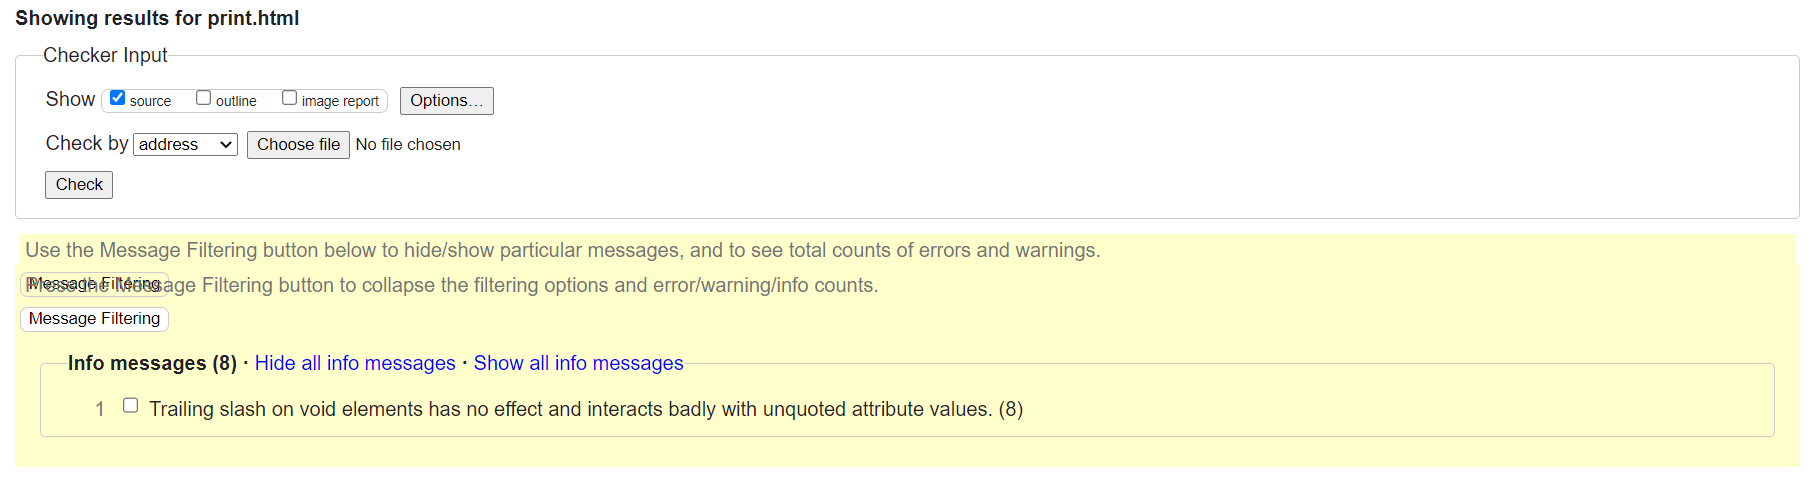 Showing results for print.html
Checker Input
Show source outline image report Options...
Check by address Choose file No file chosen
Check
Use the Message Filtering button below to hide/show particular messages, and to see total counts of errors and warnings.
Message Filtering
Press the Message Filtering button to collapse the filtering options and error/warning/info counts.
Message Filtering
Info messages (8) · Hide all info messages · Show all info messages
1 Trailing slash on void elements has no effect and interacts badly with unquoted attribute values. (8)